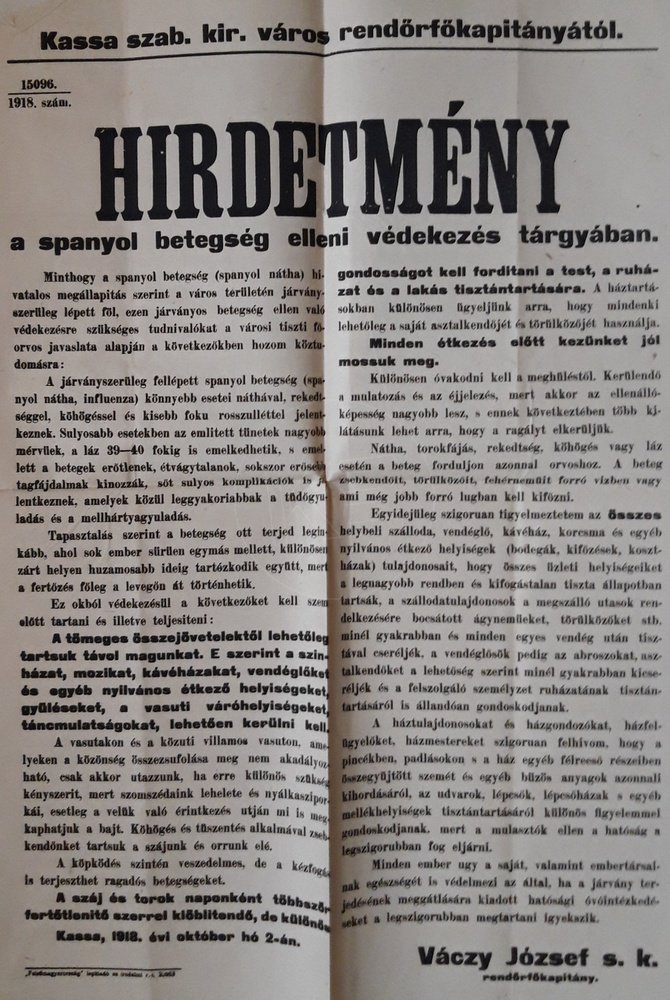 Kassa szab. kir. város rendőrfőkapitányától.
15096.
1918. szám.
HIRDETMÉNY
a spanyol betegség elleni védekezés tárgyában.
Minthogy a spanyol betegség (spanyol nátha) hi-
vatalos megállapitás szerint a város területén járvány-
szerüleg lépett föl, ezen járványos betegség ellen való
védekezésre szükséges tudnivalókat a városi tiszti fő-
orvos javaslata alapján a következőkben hozom köztu-
domásra:
A járványszerüleg fellépett spanyol betegség (spa-
nyol nátha, influenza) könnyebb esetei náthával, rekedt-
séggel, köhögéssel és kisebb foku rosszulléttel jelent-
keznek. Sulyosabb esetekben az emlitett tünetek nagyobb
mérvüek, a láz 39—40 fokig is emelkedhetik, s emel-
lett a betegek erőtlenek, étvágytalanok, sokszor erősebb
tagfájdalmak kinozzák, sőt sulyos komplikációk is je-
lentkeznek, amelyek közül leggyakoriabbak a tüdőgyu-
ladás és a mellhártyagyuladás.
Tapasztalás szerint a betegség ott terjed legin-
kább, ahol sok ember sürüen egymás mellett, különösen
zárt helyen huzamosabb ideig tartózkodik együtt, mert
a fertőzés főleg a levegőn át történhetik.
Ez okból védekezésül a következőket kell szem
előtt tartani és illetve teljesiteni:
A tömeges összejövetelektől lehetőleg
tartsuk távol magunkat. E szerint a szin-
házat, mozikat, kávéházakat, vendéglőket
és egyéb nyilvános étkező helyiségeket,
gyüléseket, a vasuti váróhelyiségeket,
táncmulatságokat, lehetően kerülni kell.
A vasutakon és a közuti villamos vasuton, ame-
lyeken a közönség összezsufolása meg nem akadályoz-
ható, csak akkor utazzunk, ha erre különös szükség
kényszerit, mert szomszédaink lehelete és nyálkaszipor-
kái, esetleg a velük való érintkezés utján mi is meg-
kaphatjuk a bajt. Köhögés és tüszentés alkalmával zseb-
kendőnket tartsuk a szájunk és orrunk elé.
A köpködés szintén veszedelmes, de a kézfogás
is terjeszthet ragadós betegségeket.
A száj és torok naponként többször
fertőtlenitő szerrel kiöblitendő, de különös
Kassa, 1918. évi október hó 2-án.
„Felsőmagyarország" lapkiadó és irodalmi r.-t.
gondosságot kell forditani a test, a ruhá-
zat és a lakás tisztántartására. A háztartá-
sokban különösen ügyeljünk arra, hogy mindenki
lehetőleg a saját asztalkendőjét és törülközőjét használja.
Minden étkezés előtt kezünket jól
mossuk meg.
Különösen óvakodni kell a meghüléstől. Kerülendő
a mulatozás és az éjjelezés, mert akkor az ellenálló-
képesség nagyobb lesz, s ennek következtében több ki-
látásunk lehet arra, hogy a ragályt elkerüljük.
Nátha, torokfájás, rekedtség, köhögés vagy láz
esetén a beteg forduljon azonnal orvoshoz. A beteg
zsebkendőit, törülközőit, fehérnemüit forró vizben vagy
ami még jobb forró lugban kell kifőzni.
Egyidejüleg szigoruan figyelmeztetem az összes
helybeli szálloda, vendéglő, kávéház, korcsma és egyéb
nyilvános étkező helyiségek (bodegák, kifőzések, koszt-
házak) tulajdonosait, hogy összes üzleti helyiségeiket
a legnagyobb rendben és kifogástalan tiszta állapotban
tartsák, a szállodatulajdonosok a megszálló utasok ren-
delkezésére bocsátott ágynemüeket, törülközőket stb.
minél gyakrabban és minden egyes vendég után tisz-
tával cseréljék, a vendéglősök pedig az abroszokat, asz-
talkendőket a lehetőség szerint minél gyakrabban kicse-
réljék és a felszolgáló személyzet ruházatának tisztán-
tartásáról is állandóan gondoskodjanak.
A háztulajdonosokat és házgondozókat, házfel-
ügyelőket, házmestereket szigoruan felhivom, hogy a
pincékben, padlásokon s a ház egyéb félreeső részeiben
összegyüjtött szemét és egyéb büzös anyagok azonnali
kihordásáról, az udvarok, lépcsők, lépcsőházak s egyéb
mellékhelyiségek tisztántartásáról különös figyelemmel
gondoskodjanak, mert a mulasztók ellen a hatóság a
legszigorubban fog eljárni.
Minden ember ugy a saját, valamint embertársai-
nak egészségét is védelmezi az által, ha a járvány ter-
jedésének meggátlására kiadott hatósági óvóintézkedé-
seket a legszigorubban megtartani igyekszik.
Váczy József s. k.
rendőrfőkapitány.